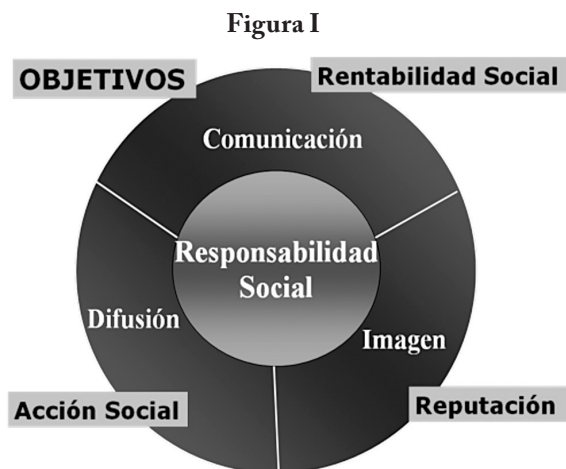 Figura I
OBJETIVOS
Rentabilidad Social
Comunicación
Responsabilidad
Social
Difusión
Imagen
Acción Social
Reputación